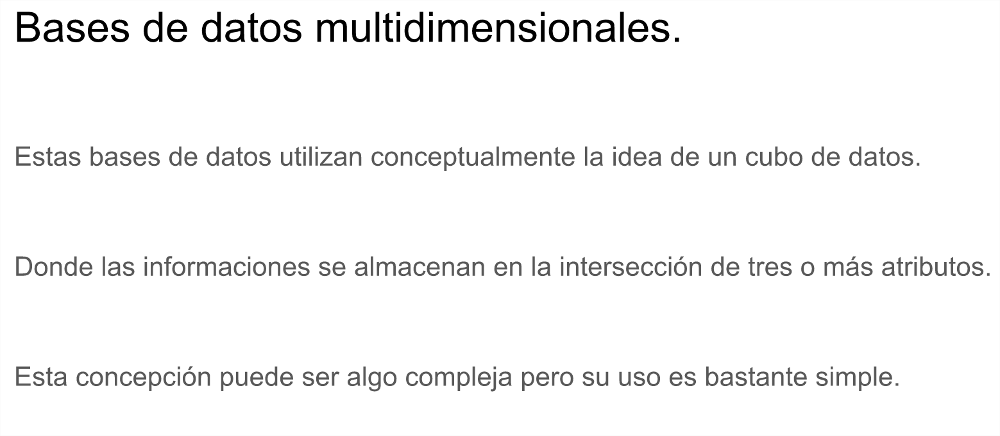 Bases de datos multidimensionales.
Estas bases de datos utilizan conceptualmente la idea de un cubo de datos.
Donde las informaciones se almacenan en la intersección de tres o más atributos.
Esta concepción puede ser algo compleja pero su uso es bastante simple.